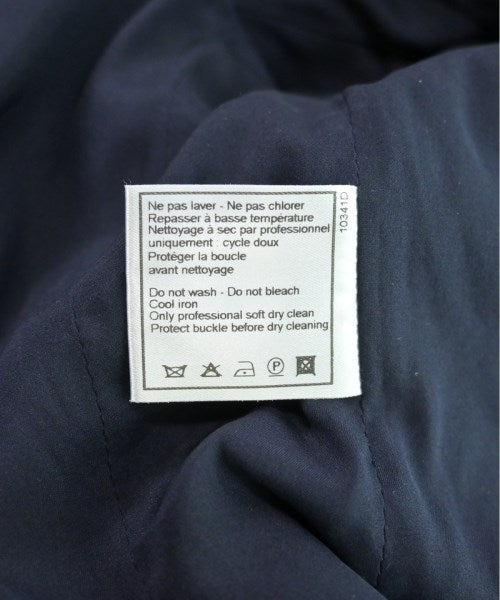 Ne pas laver - Ne pas chlorer
Repasser à basse température
Nettoyage à sec par professionnel
uniquement : cycle doux
Protéger la boucle
avant nettoyage
Do not wash - Do not bleach
Cool iron
Only professional soft dry clean
Protect buckle before dry cleaning
P
10341D